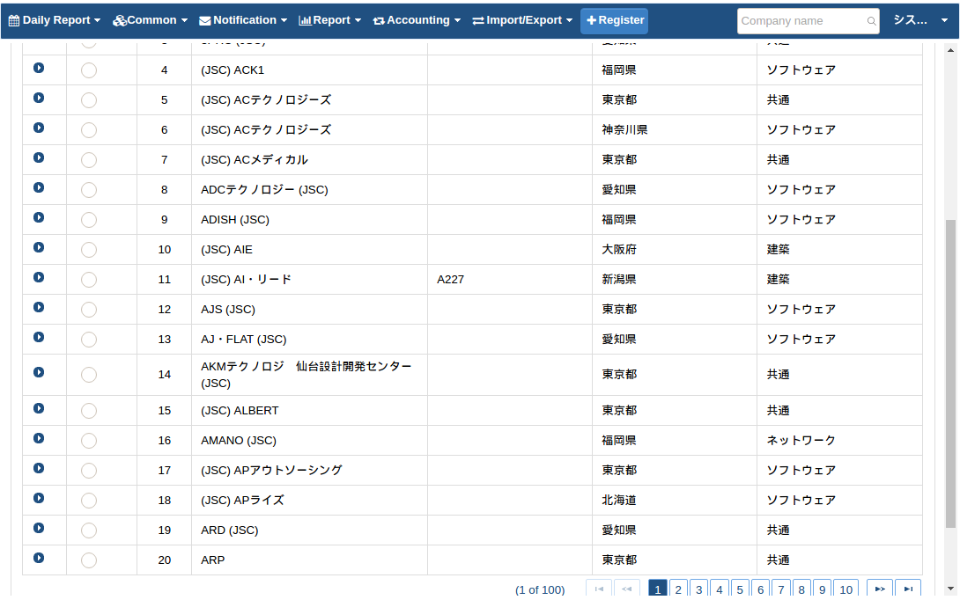 Daily Report Common Notification Report Accounting Import/Export Register Company name シス...
4 (JSC) ACK1 福岡県 ソフトウェア
5 (JSC) ACテクノロジーズ 東京都 共通
6 (JSC) ACテクノロジーズ 神奈川県 ソフトウェア
7 (JSC) ACメディカル 東京都 共通
8 ADCテクノロジー (JSC) 愛知県 ソフトウェア
9 ADISH (JSC) 福岡県 ソフトウェア
10 (JSC) AIE 大阪府 建築
11 (JSC) AI・リード A227 新潟県 建築
12 AJS (JSC) 東京都 ソフトウェア
13 AJ・FLAT (JSC) 愛知県 ソフトウェア
14 AKMテクノロジ　仙台設計開発センター (JSC) 東京都 共通
15 (JSC) ALBERT 東京都 共通
16 AMANO (JSC) 福岡県 ネットワーク
17 (JSC) APアウトソーシング 東京都 ソフトウェア
18 (JSC) APライズ 北海道 ソフトウェア
19 ARD (JSC) 愛知県 共通
20 ARP 東京都 共通
(1 of 100) 1 2 3 4 5 6 7 8 9 10